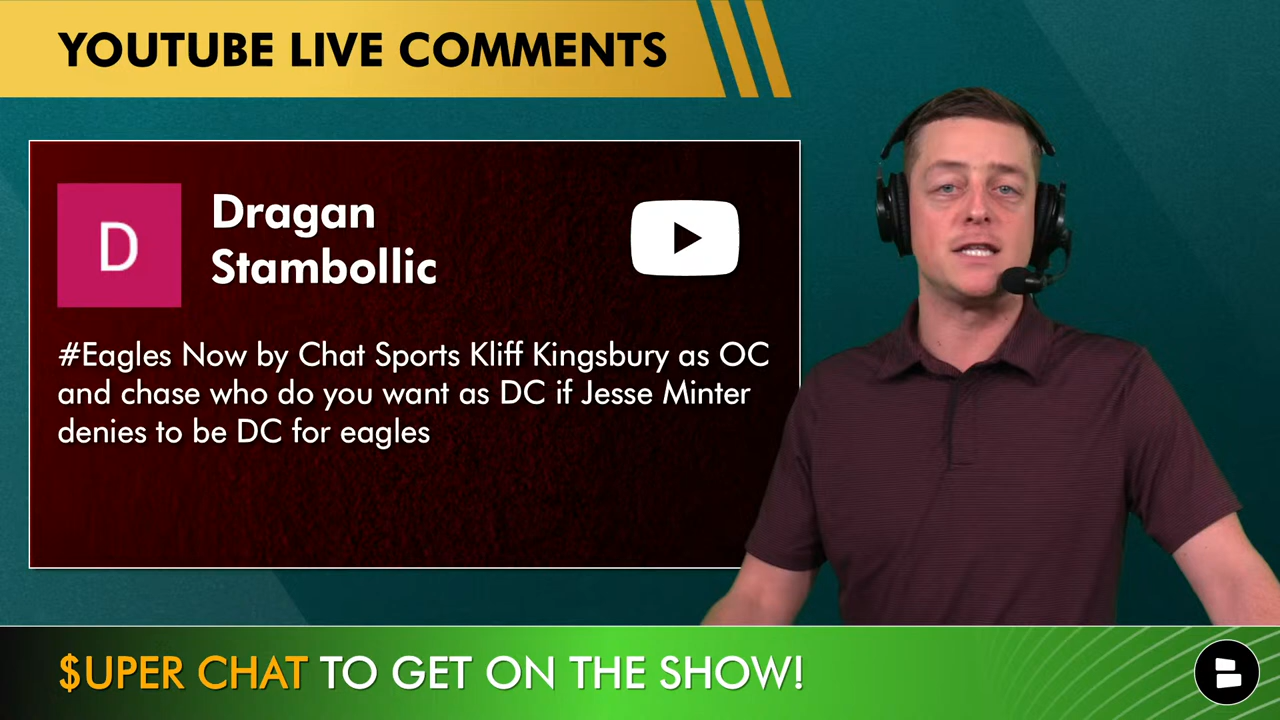 YOUTUBE LIVE COMMENTS
D
Dragan
Stambollic
#Eagles Now by Chat Sports Kliff Kingsbury as OC
and chase who do you want as DC if Jesse Minter
denies to be DC for eagles
$UPER CHAT TO GET ON THE SHOW!